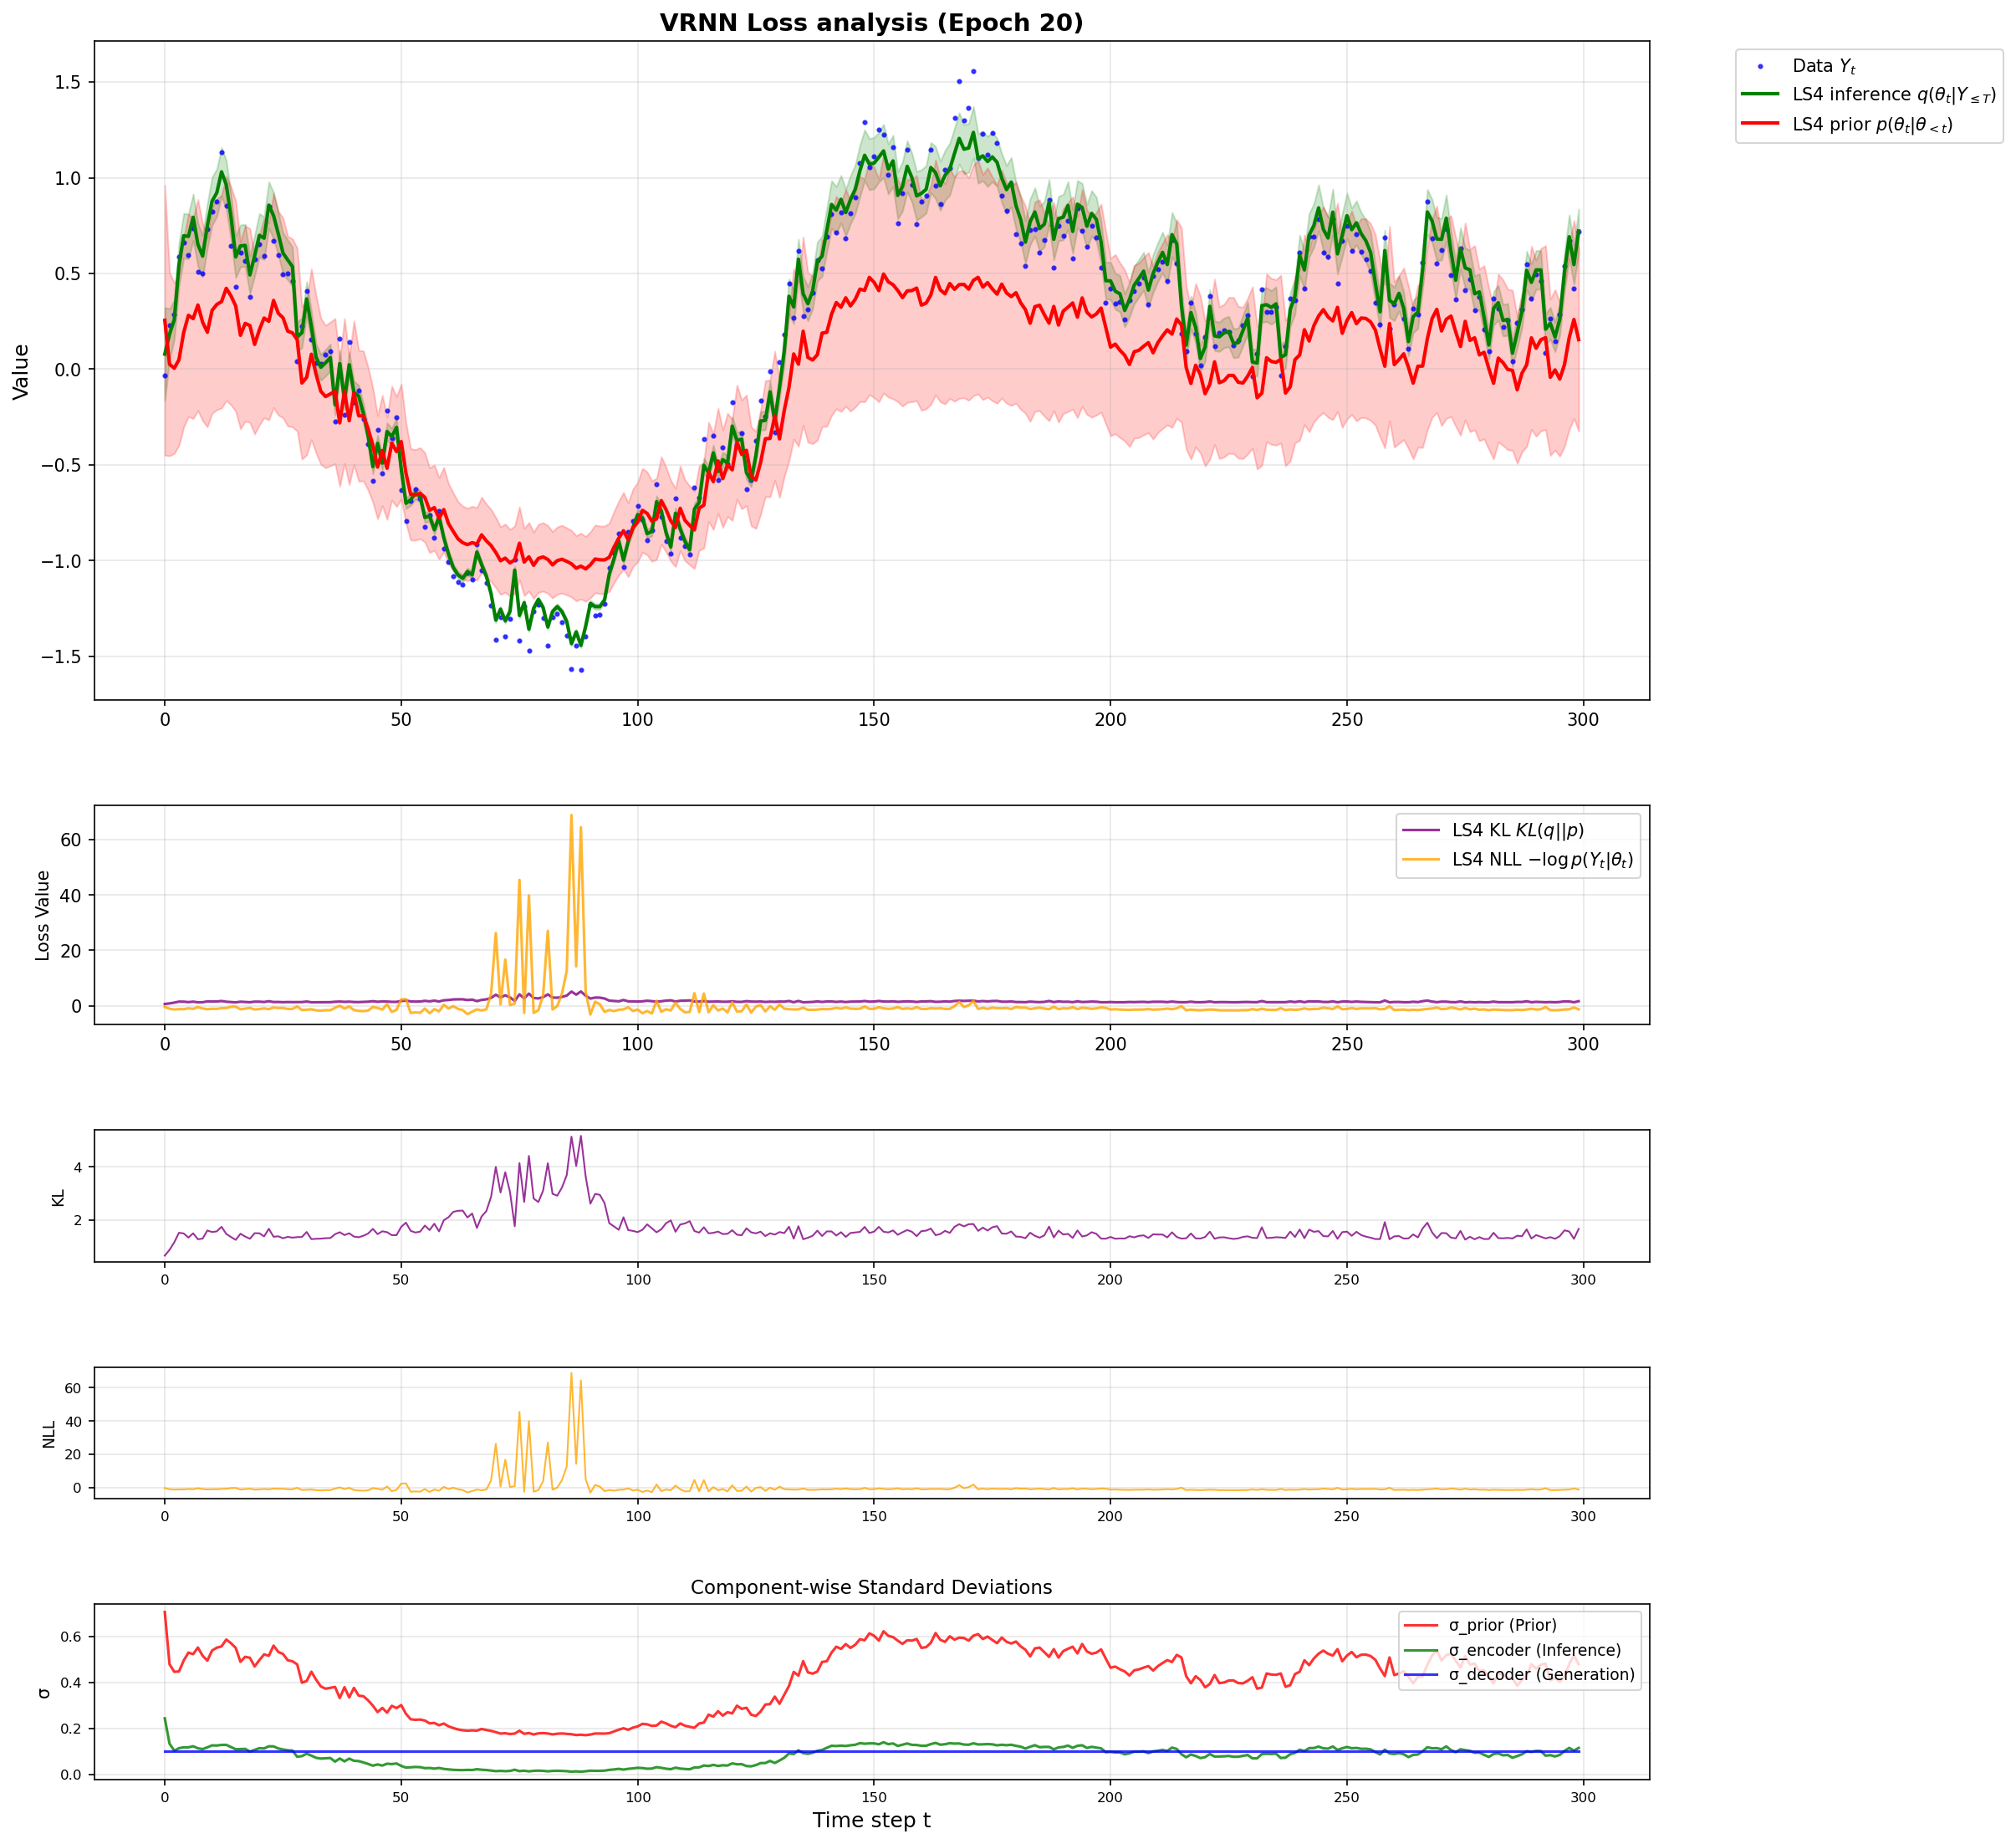 VRNN Loss analysis (Epoch 20)
Value
1.5
1.0
0.5
0.0
−0.5
−1.0
−1.5
0 50 100 150 200 250 300
Data Y_t
LS4 inference q(θ_t|Y_{≤T})
LS4 prior p(θ_t|θ_{<t})
Loss Value
60
40
20
0
0 50 100 150 200 250 300
LS4 KL KL(q||p)
LS4 NLL −log p(Y_t|θ_t)
KL
4
2
0 50 100 150 200 250 300
NLL
60
40
20
0
0 50 100 150 200 250 300
Component-wise Standard Deviations
σ
0.6
0.4
0.2
0.0
σ_prior (Prior)
σ_encoder (Inference)
σ_decoder (Generation)
0 50 100 150 200 250 300
Time step t